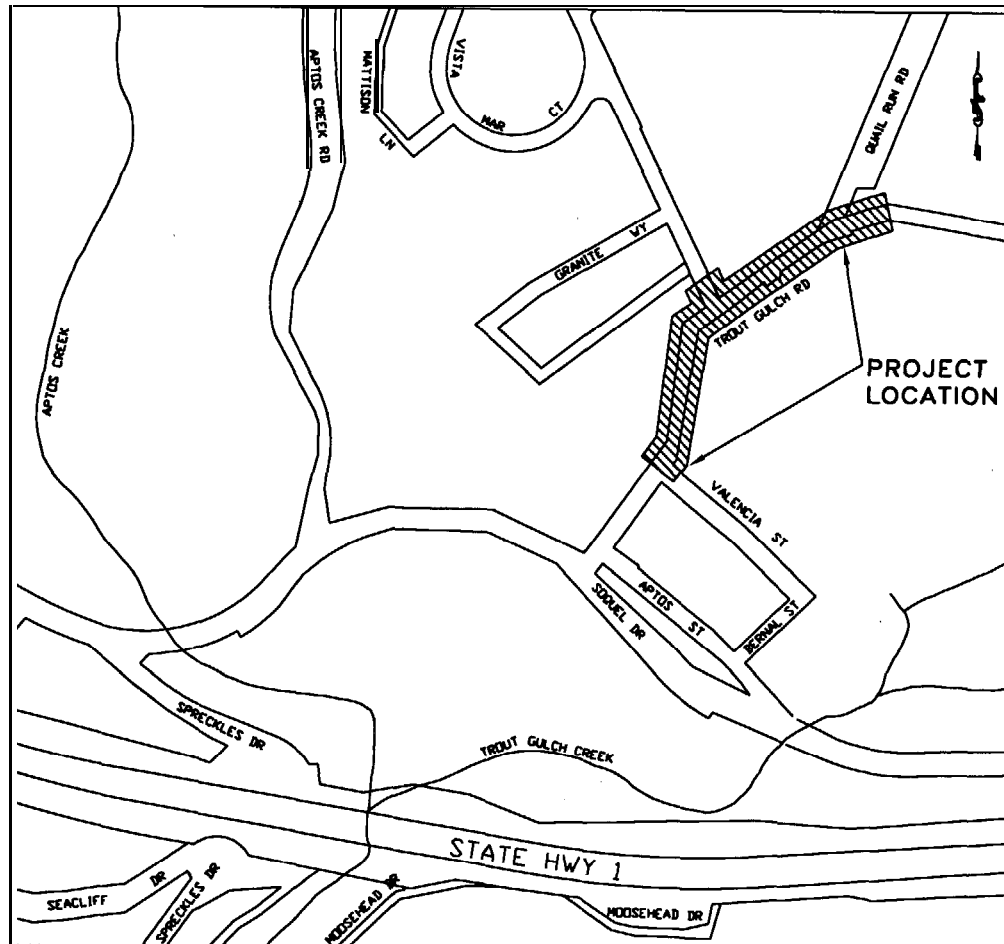 APTOS CREEK RD
MATTISON
LN
VISTA
MAR
CT
QUAIL RUN RD
GRANITE WY
TROUT GULCH RD
APTOS CREEK
PROJECT
LOCATION
VALENCIA ST
APTOS ST
SOQUEL DR
BERNAL ST
SPRECKLES DR
TROUT GULCH CREEK
STATE HWY 1
SEACLIFF
DR
SPRECKLES DR
MOOSEHEAD DR
MOOSEHEAD DR